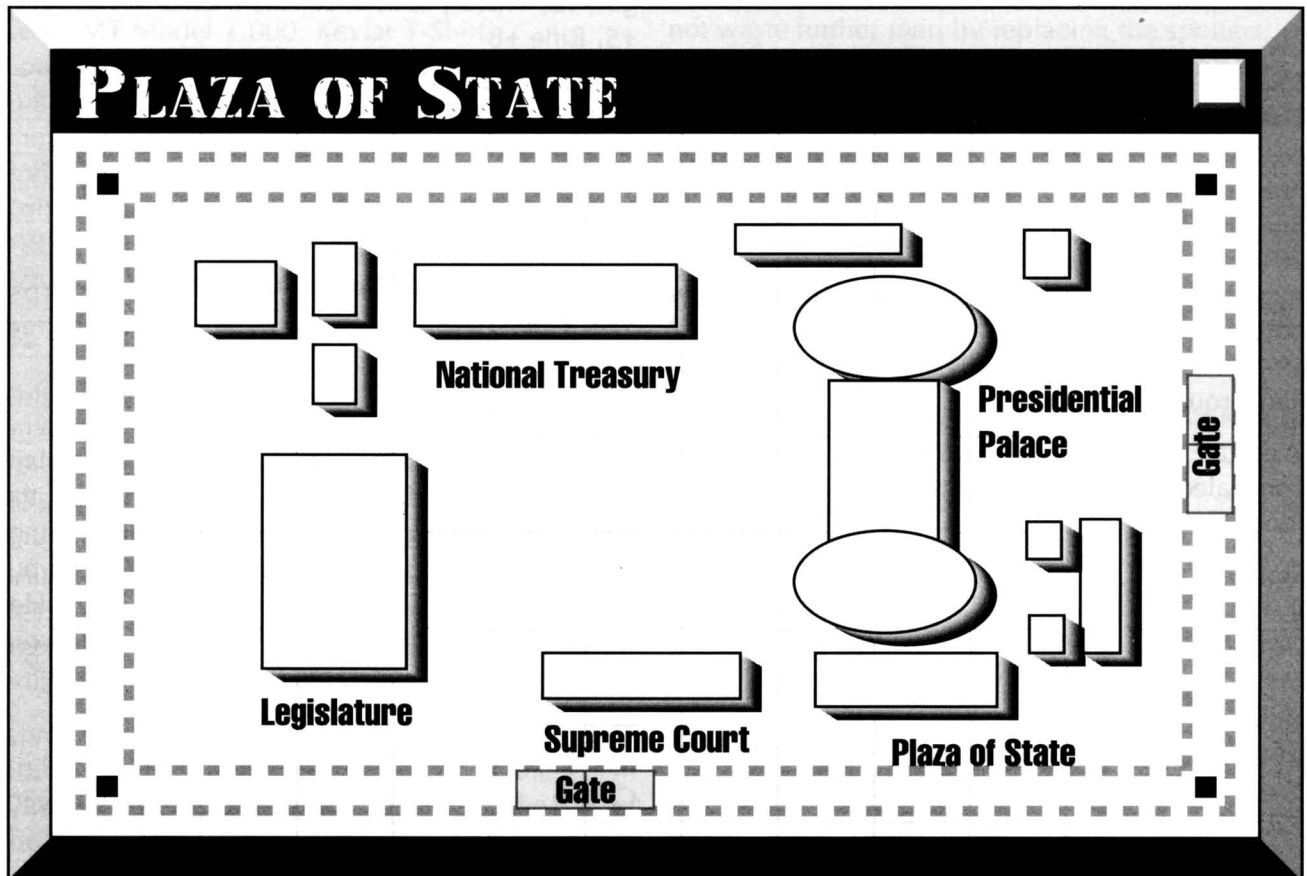 PLAZA OF STATE
National Treasury
Presidential
Palace
Gate
Legislature
Supreme Court
Plaza of State
Gate